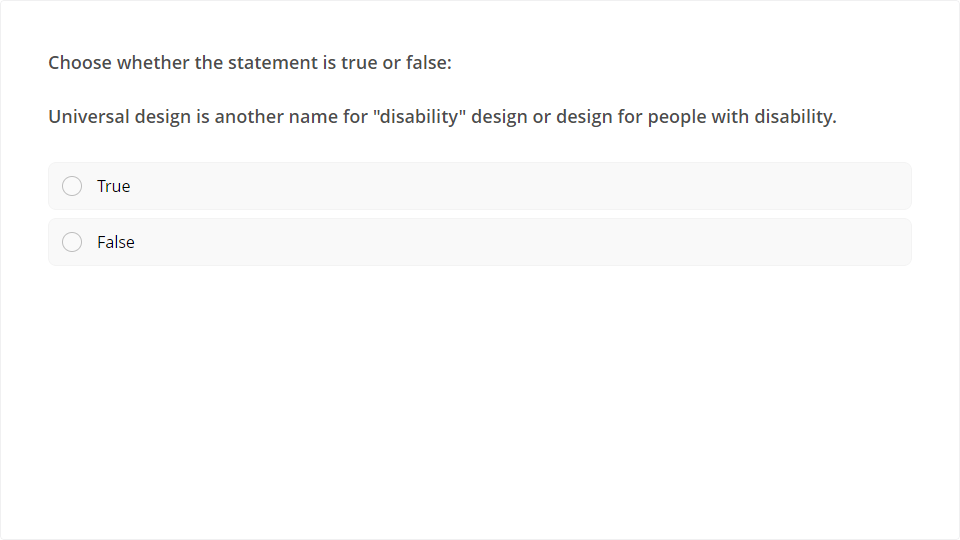 Choose whether the statement is true or false:
Universal design is another name for "disability" design or design for people with disability.
True
False